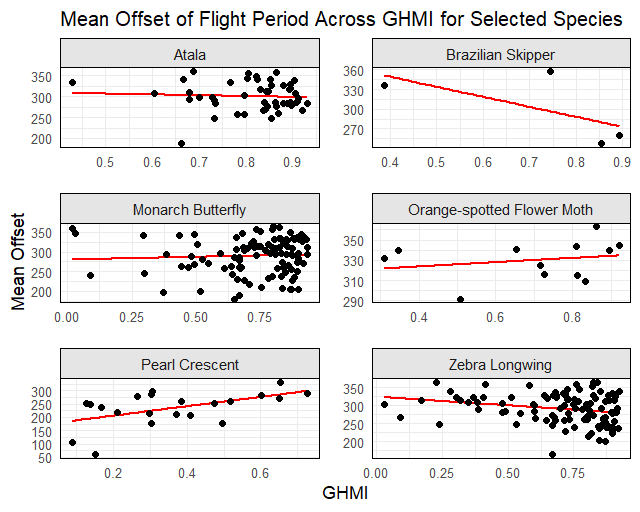 Mean Offset of Flight Period Across GHMI for Selected Species
Atala
350
300
250
200
0.5 0.6 0.7 0.8 0.9
Brazilian Skipper
360
330
300
270
0.4 0.5 0.6 0.7 0.8 0.9
Mean Offset
Monarch Butterfly
350
300
250
200
0.00 0.25 0.50 0.75
Orange-spotted Flower Moth
350
330
310
290
0.4 0.6 0.8
Pearl Crescent
300
250
200
150
100
50
0.2 0.4 0.6
Zebra Longwing
350
300
250
200
0.00 0.25 0.50 0.75
GHMI